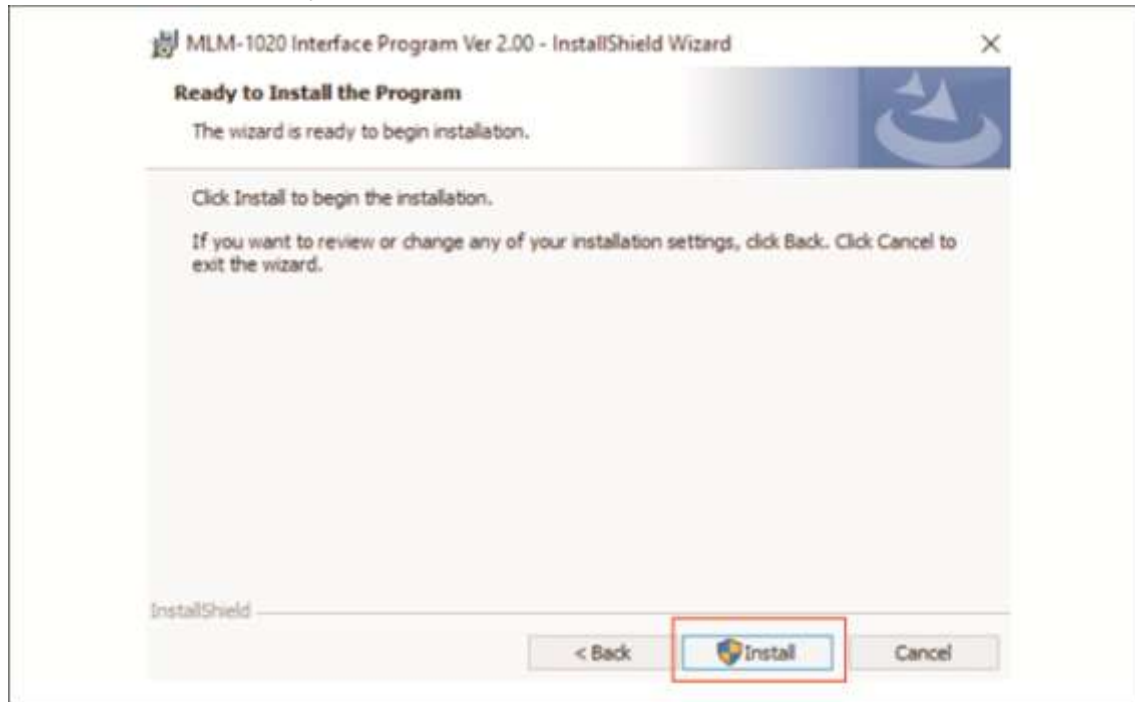 MLM-1020 Interface Program Ver 2.00 - InstallShield Wizard
Ready to Install the Program
The wizard is ready to begin installation.
Click Install to begin the installation.
If you want to review or change any of your installation settings, click Back. Click Cancel to
exit the wizard.
InstallShield
< Back
Install
Cancel